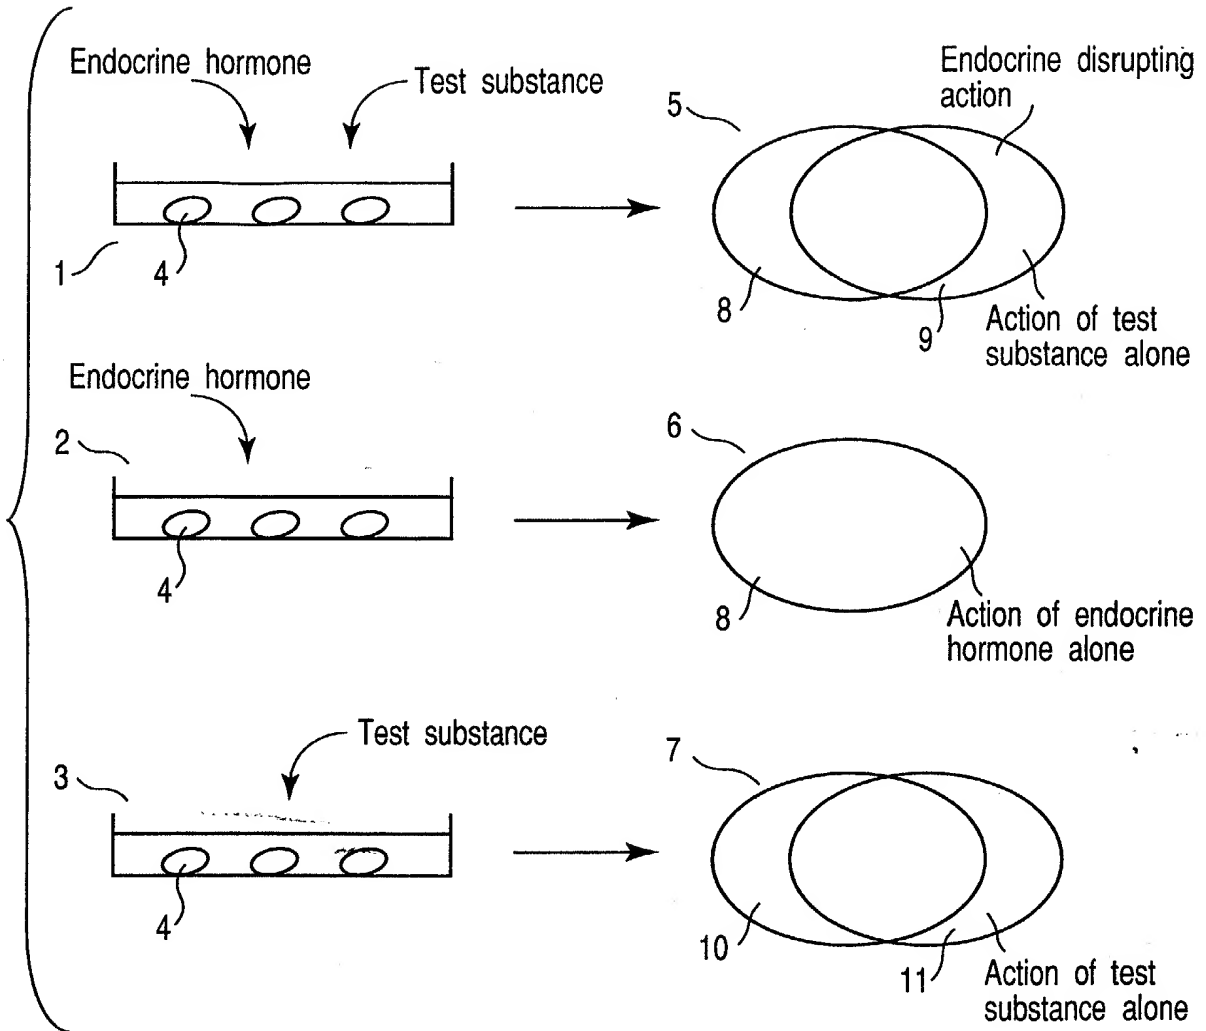 Endocrine hormone
Test substance
1
4
5
Endocrine disrupting
action
8
9
Action of test
substance alone
Endocrine hormone
2
4
6
8
Action of endocrine
hormone alone
Test substance
3
4
7
10
11
Action of test
substance alone